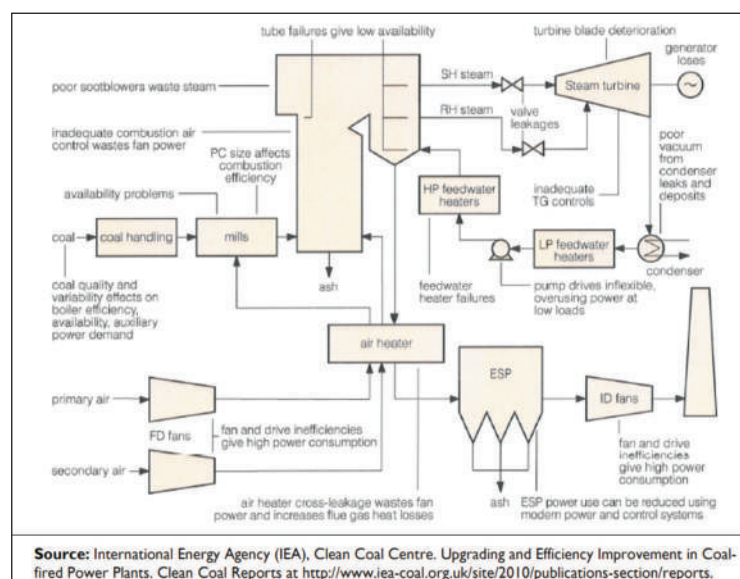 tube failures give low availability
turbine blade deterioration
generator
loses
poor sootblowers waste steam
SH steam
Steam turbine
~
RH steam
valve
leakages
inadequate combustion air
control wastes fan power
PC size affects
combustion
efficiency
poor
vacuum
from
condenser
leaks and
deposits
availability problems
HP feedwater
heaters
inadequate
TG controls
coal
coal handling
mills
LP feedwater
heaters
condenser
ash
feedwater
heater failures
pump drives inflexible,
overusing power at
low loads
coal quality and
variability effects on
boiler efficiency,
availability, auxiliary
power demand
air heater
ESP
primary air
ID fans
FD fans
fan and drive inefficiencies
give high power consumption
fan and drive
inefficiencies
give high power
consumption
secondary air
ash
air heater cross-leakage wastes fan
power and increases flue gas heat losses
ESP power use can be reduced using
modern power and control systems
Source: International Energy Agency (IEA), Clean Coal Centre. Upgrading and Efficiency Improvement in Coal-
fired Power Plants. Clean Coal Reports at http://www.iea-coal.org.uk/site/2010/publications-section/reports.